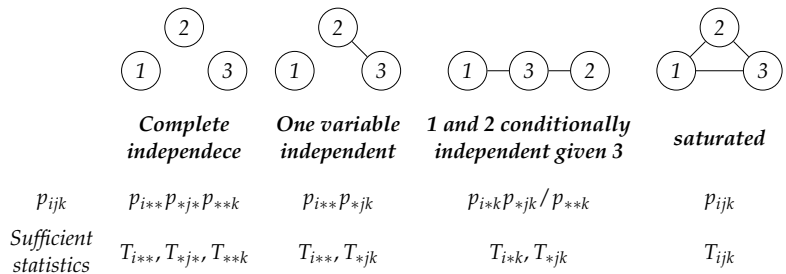 2 2 2
1 3 1 3 1 3 2 1 3
Complete One variable 1 and 2 conditionally
independece independent independent given 3 saturated
p_{ijk} p_{i**}p_{*j*}p_{**k} p_{i**}p_{*jk} p_{i*k}p_{*jk}/p_{**k} p_{ijk}
Sufficient
statistics T_{i**}, T_{*j*}, T_{**k} T_{i**}, T_{*jk} T_{i*k}, T_{*jk} T_{ijk}